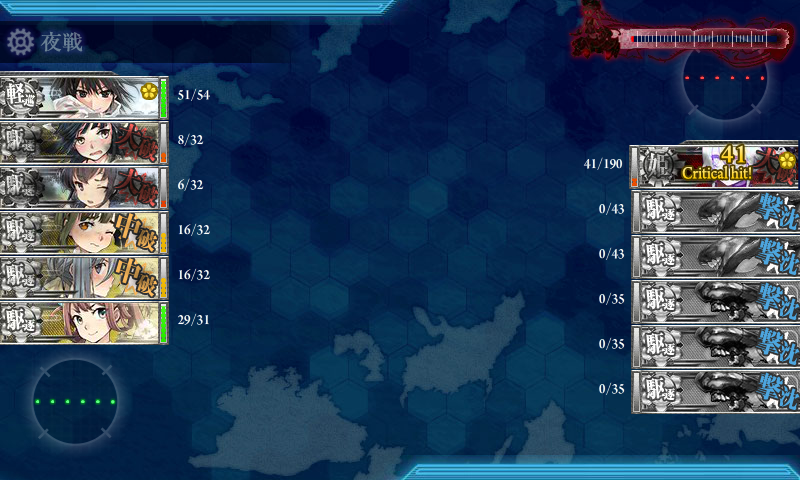 夜戦
軽巡
51/54
駆逐
大破
8/32
駆逐
大破
6/32
駆逐
中破
16/32
駆逐
中破
16/32
駆逐
29/31
41/190
姫
41
Critical hit!
大破
0/43
駆逐
撃沈
0/43
駆逐
撃沈
0/35
駆逐
撃沈
0/35
駆逐
撃沈
0/35
駆逐
撃沈